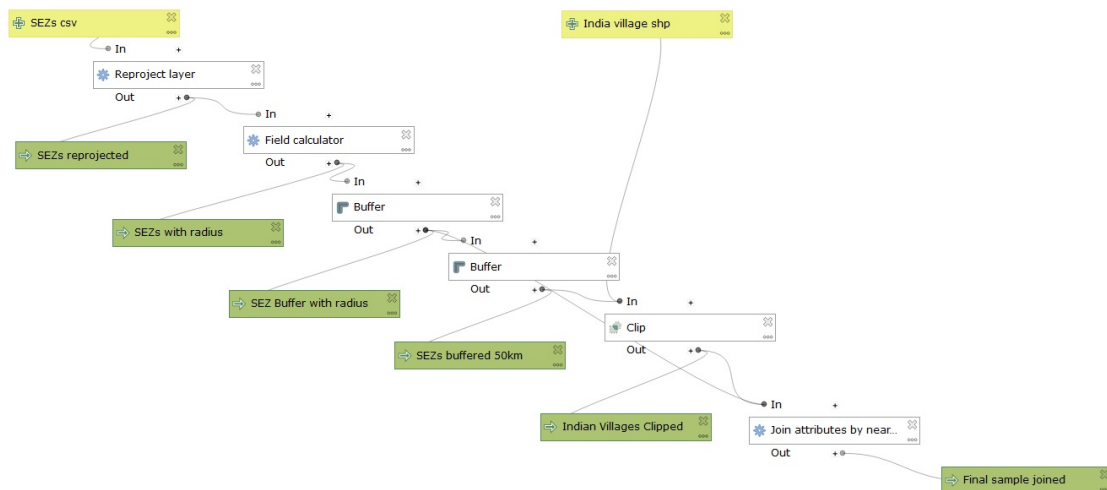 SEZs csv
India village shp
In
Reproject layer
Out
In
Field calculator
Out
SEZs reprojected
In
Buffer
Out
SEZs with radius
In
Buffer
Out
SEZ Buffer with radius
In
Clip
Out
SEZs buffered 50km
In
Join attributes by near...
Out
Indian Villages Clipped
Final sample joined